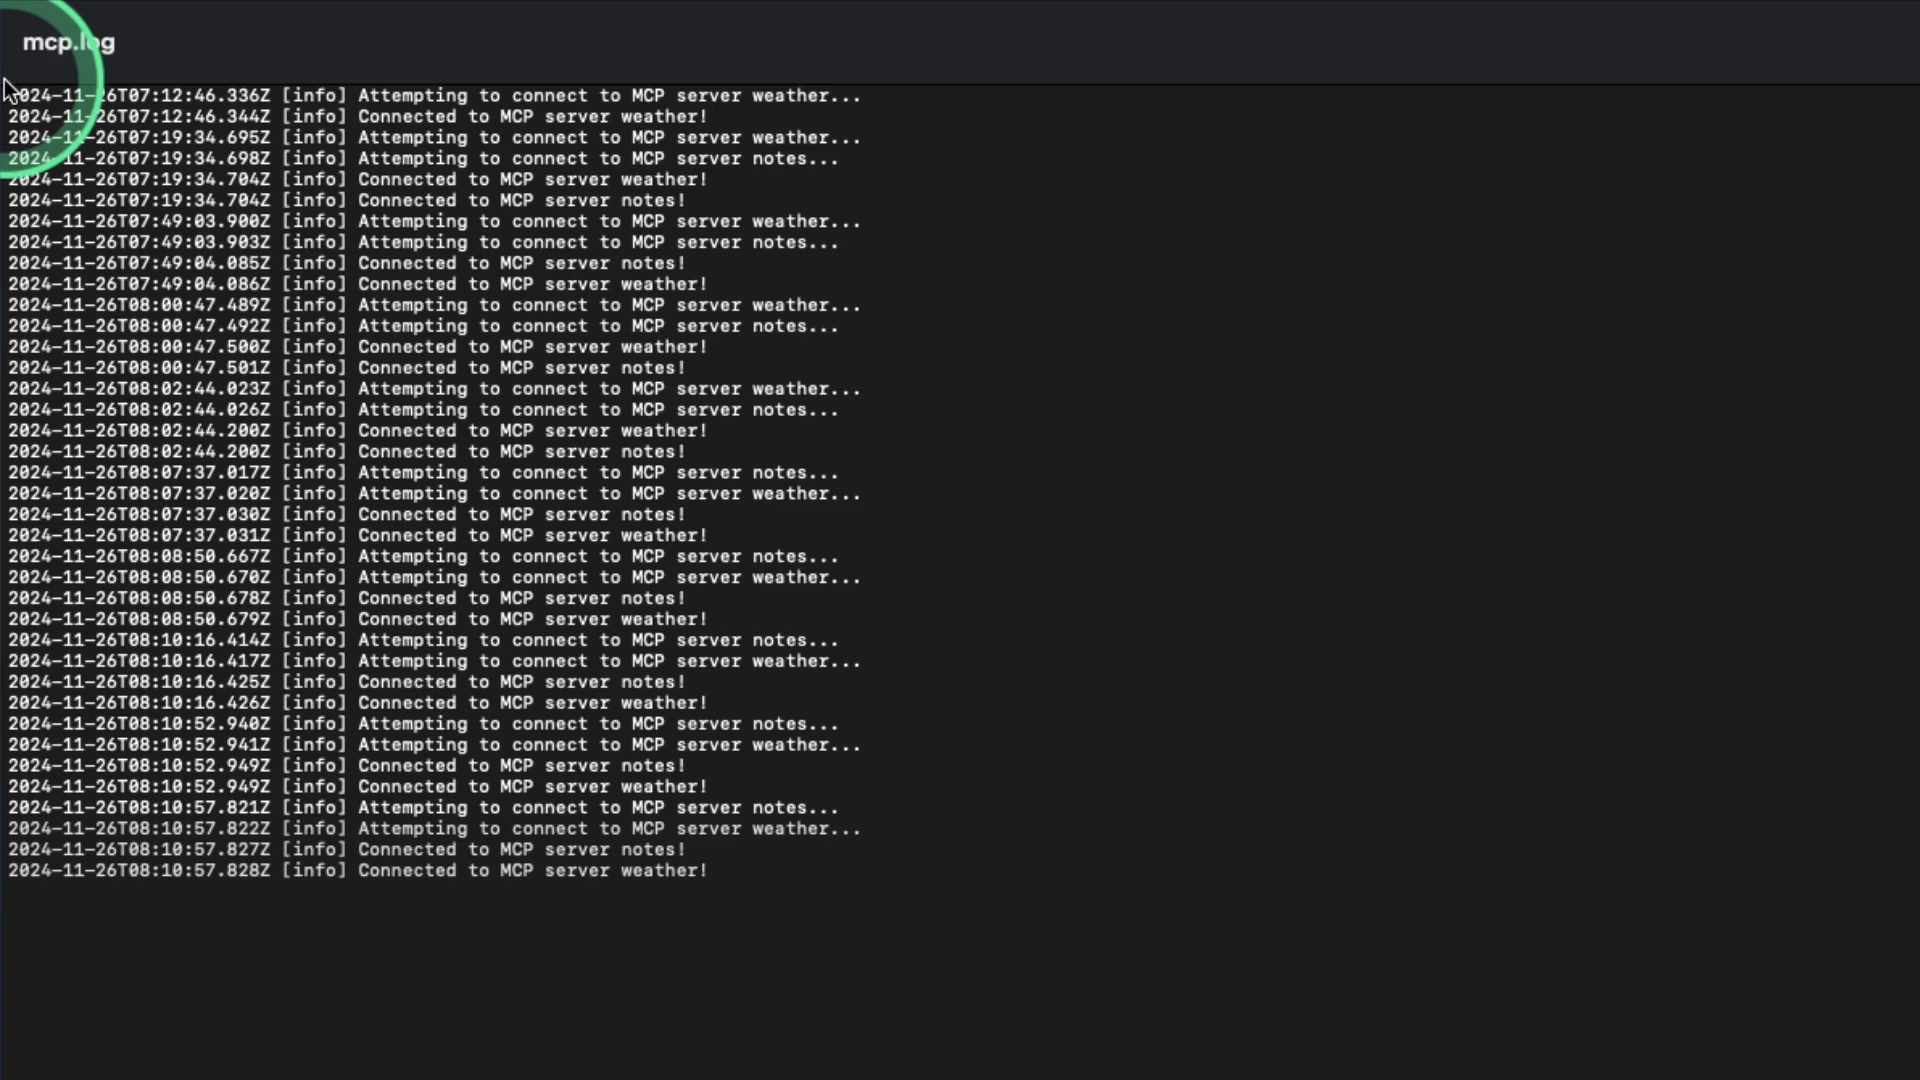 mcp.log
2024-11-26T07:12:46.336Z [info] Attempting to connect to MCP server weather...
2024-11-26T07:12:46.344Z [info] Connected to MCP server weather!
2024-11-26T07:19:34.695Z [info] Attempting to connect to MCP server weather...
2024-11-26T07:19:34.698Z [info] Attempting to connect to MCP server notes...
2024-11-26T07:19:34.704Z [info] Connected to MCP server weather!
2024-11-26T07:19:34.704Z [info] Connected to MCP server notes!
2024-11-26T07:49:03.900Z [info] Attempting to connect to MCP server weather...
2024-11-26T07:49:03.903Z [info] Attempting to connect to MCP server notes...
2024-11-26T07:49:04.085Z [info] Connected to MCP server notes!
2024-11-26T07:49:04.086Z [info] Connected to MCP server weather!
2024-11-26T08:00:47.489Z [info] Attempting to connect to MCP server weather...
2024-11-26T08:00:47.492Z [info] Attempting to connect to MCP server notes...
2024-11-26T08:00:47.500Z [info] Connected to MCP server weather!
2024-11-26T08:00:47.501Z [info] Connected to MCP server notes!
2024-11-26T08:02:44.023Z [info] Attempting to connect to MCP server weather...
2024-11-26T08:02:44.026Z [info] Attempting to connect to MCP server notes...
2024-11-26T08:02:44.200Z [info] Connected to MCP server weather!
2024-11-26T08:02:44.200Z [info] Connected to MCP server notes!
2024-11-26T08:07:37.017Z [info] Attempting to connect to MCP server notes...
2024-11-26T08:07:37.020Z [info] Attempting to connect to MCP server weather...
2024-11-26T08:07:37.030Z [info] Connected to MCP server notes!
2024-11-26T08:07:37.031Z [info] Connected to MCP server weather!
2024-11-26T08:08:50.667Z [info] Attempting to connect to MCP server notes...
2024-11-26T08:08:50.670Z [info] Attempting to connect to MCP server weather...
2024-11-26T08:08:50.678Z [info] Connected to MCP server notes!
2024-11-26T08:08:50.679Z [info] Connected to MCP server weather!
2024-11-26T08:10:16.414Z [info] Attempting to connect to MCP server notes...
2024-11-26T08:10:16.417Z [info] Attempting to connect to MCP server weather...
2024-11-26T08:10:16.425Z [info] Connected to MCP server notes!
2024-11-26T08:10:16.426Z [info] Connected to MCP server weather!
2024-11-26T08:10:52.940Z [info] Attempting to connect to MCP server notes...
2024-11-26T08:10:52.941Z [info] Attempting to connect to MCP server weather...
2024-11-26T08:10:52.949Z [info] Connected to MCP server notes!
2024-11-26T08:10:52.949Z [info] Connected to MCP server weather!
2024-11-26T08:10:57.821Z [info] Attempting to connect to MCP server notes...
2024-11-26T08:10:57.822Z [info] Attempting to connect to MCP server weather...
2024-11-26T08:10:57.827Z [info] Connected to MCP server notes!
2024-11-26T08:10:57.828Z [info] Connected to MCP server weather!